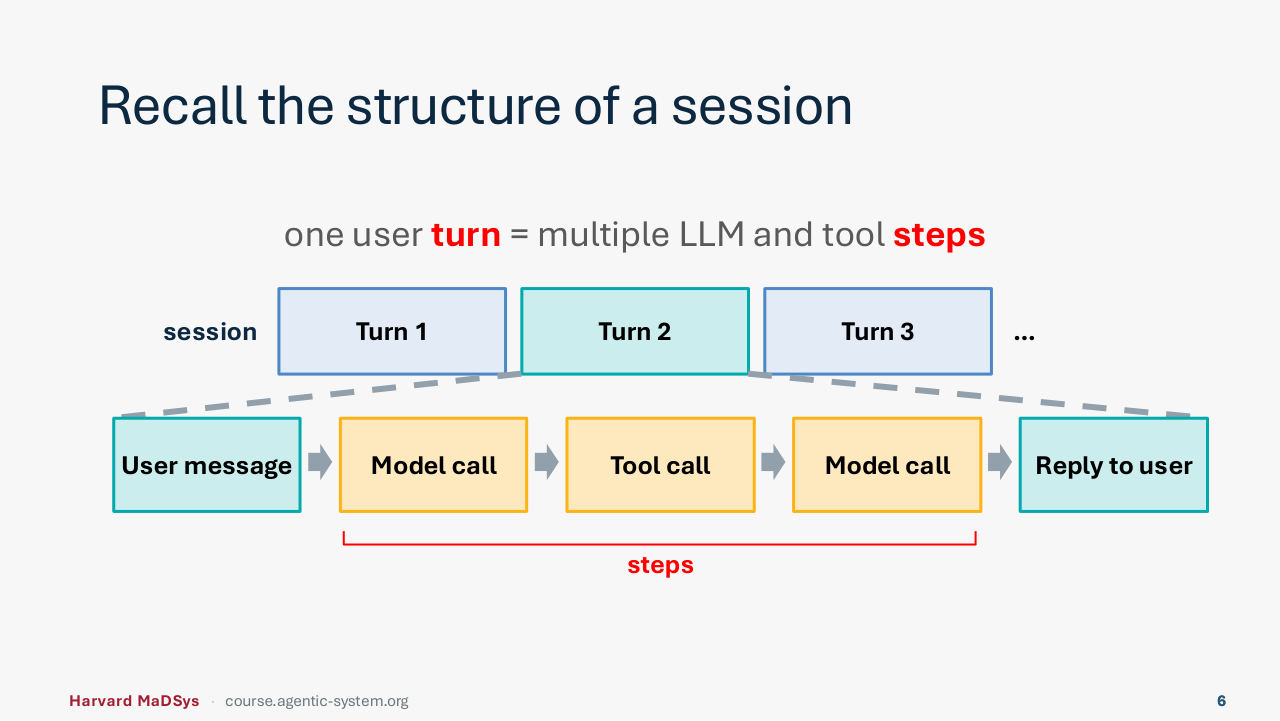 Recall the structure of a session
one user turn = multiple LLM and tool steps
session
Turn 1
Turn 2
Turn 3
...
User message
Model call
Tool call
Model call
Reply to user
steps
Harvard MaDSys · course.agentic-system.org
6